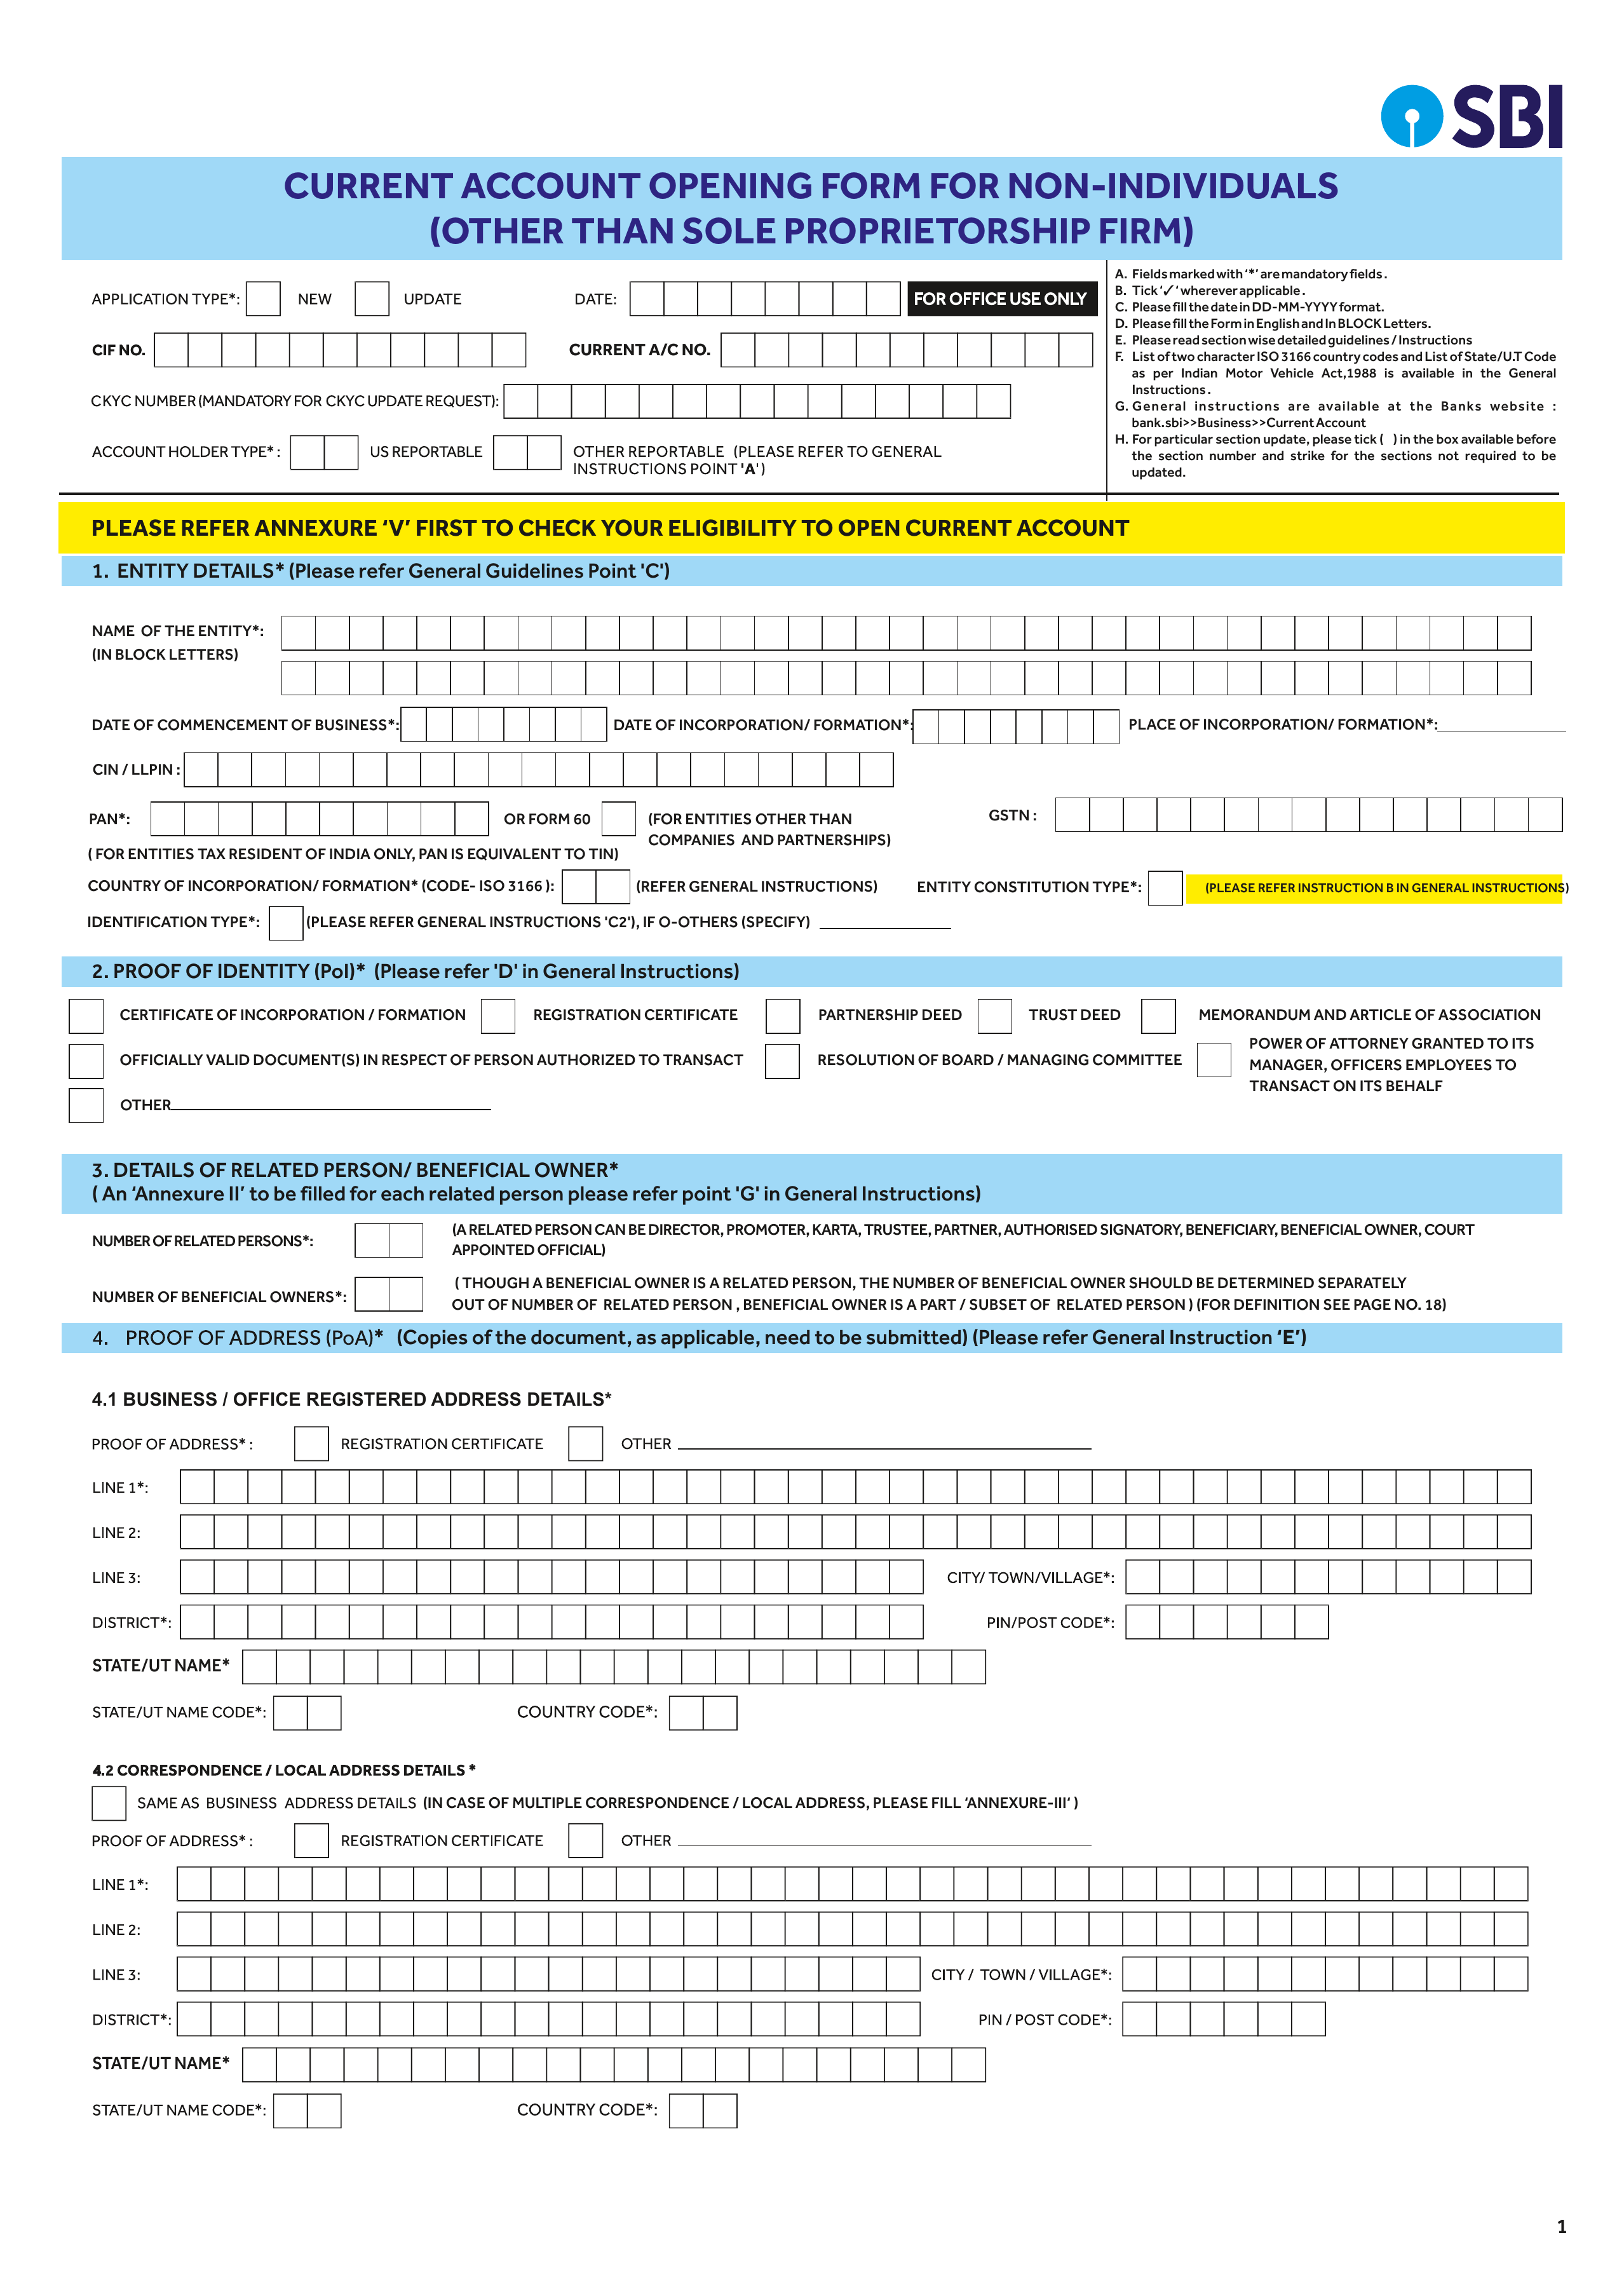 SBI
CURRENT ACCOUNT OPENING FORM FOR NON-INDIVIDUALS
(OTHER THAN SOLE PROPRIETORSHIP FIRM)
APPLICATION TYPE*: NEW UPDATE DATE: FOR OFFICE USE ONLY
CIF NO. CURRENT A/C NO.
CKYC NUMBER (MANDATORY FOR CKYC UPDATE REQUEST):
ACCOUNT HOLDER TYPE* : US REPORTABLE OTHER REPORTABLE (PLEASE REFER TO GENERAL
INSTRUCTIONS POINT 'A')
A. Fields marked with '*' are mandatory fields .
B. Tick '✓' wherever applicable .
C. Please fill the date in DD-MM-YYYY format.
D. Please fill the Form in English and In BLOCK Letters.
E. Please read section wise detailed guidelines / Instructions
F. List of two character ISO 3166 country codes and List of State/U.T Code
as per Indian Motor Vehicle Act,1988 is available in the General
Instructions .
G. General instructions are available at the Banks website :
bank.sbi>>Business>>Current Account
H. For particular section update, please tick ( ) in the box available before
the section number and strike for the sections not required to be
updated.
PLEASE REFER ANNEXURE ‘V’ FIRST TO CHECK YOUR ELIGIBILITY TO OPEN CURRENT ACCOUNT
1. ENTITY DETAILS* (Please refer General Guidelines Point 'C')
NAME OF THE ENTITY*:
(IN BLOCK LETTERS)
DATE OF COMMENCEMENT OF BUSINESS*: DATE OF INCORPORATION/ FORMATION*: PLACE OF INCORPORATION/ FORMATION*:
CIN / LLPIN :
PAN*: OR FORM 60 (FOR ENTITIES OTHER THAN GSTN :
COMPANIES AND PARTNERSHIPS)
( FOR ENTITIES TAX RESIDENT OF INDIA ONLY, PAN IS EQUIVALENT TO TIN)
COUNTRY OF INCORPORATION/ FORMATION* (CODE- ISO 3166 ): (REFER GENERAL INSTRUCTIONS) ENTITY CONSTITUTION TYPE*: (PLEASE REFER INSTRUCTION B IN GENERAL INSTRUCTIONS)
IDENTIFICATION TYPE*: (PLEASE REFER GENERAL INSTRUCTIONS 'C2'), IF O-OTHERS (SPECIFY)
2. PROOF OF IDENTITY (PoI)* (Please refer 'D' in General Instructions)
CERTIFICATE OF INCORPORATION / FORMATION REGISTRATION CERTIFICATE PARTNERSHIP DEED TRUST DEED MEMORANDUM AND ARTICLE OF ASSOCIATION
OFFICIALLY VALID DOCUMENT(S) IN RESPECT OF PERSON AUTHORIZED TO TRANSACT RESOLUTION OF BOARD / MANAGING COMMITTEE POWER OF ATTORNEY GRANTED TO ITS
MANAGER, OFFICERS EMPLOYEES TO
TRANSACT ON ITS BEHALF
OTHER
3. DETAILS OF RELATED PERSON/ BENEFICIAL OWNER*
( An ‘Annexure II’ to be filled for each related person please refer point 'G' in General Instructions)
NUMBER OF RELATED PERSONS*: (A RELATED PERSON CAN BE DIRECTOR, PROMOTER, KARTA, TRUSTEE, PARTNER, AUTHORISED SIGNATORY, BENEFICIARY, BENEFICIAL OWNER, COURT
APPOINTED OFFICIAL)
NUMBER OF BENEFICIAL OWNERS*: ( THOUGH A BENEFICIAL OWNER IS A RELATED PERSON, THE NUMBER OF BENEFICIAL OWNER SHOULD BE DETERMINED SEPARATELY
OUT OF NUMBER OF RELATED PERSON , BENEFICIAL OWNER IS A PART / SUBSET OF RELATED PERSON ) (FOR DEFINITION SEE PAGE NO. 18)
4. PROOF OF ADDRESS (PoA)* (Copies of the document, as applicable, need to be submitted) (Please refer General Instruction ‘E’)
4.1 BUSINESS / OFFICE REGISTERED ADDRESS DETAILS*
PROOF OF ADDRESS* : REGISTRATION CERTIFICATE OTHER
LINE 1*:
LINE 2:
LINE 3: CITY/ TOWN/VILLAGE*:
DISTRICT*: PIN/POST CODE*:
STATE/UT NAME*
STATE/UT NAME CODE*: COUNTRY CODE*:
4.2 CORRESPONDENCE / LOCAL ADDRESS DETAILS *
SAME AS BUSINESS ADDRESS DETAILS (IN CASE OF MULTIPLE CORRESPONDENCE / LOCAL ADDRESS, PLEASE FILL ‘ANNEXURE-III’ )
PROOF OF ADDRESS* : REGISTRATION CERTIFICATE OTHER
LINE 1*:
LINE 2:
LINE 3: CITY / TOWN / VILLAGE*:
DISTRICT*: PIN / POST CODE*:
STATE/UT NAME*
STATE/UT NAME CODE*: COUNTRY CODE*:
1